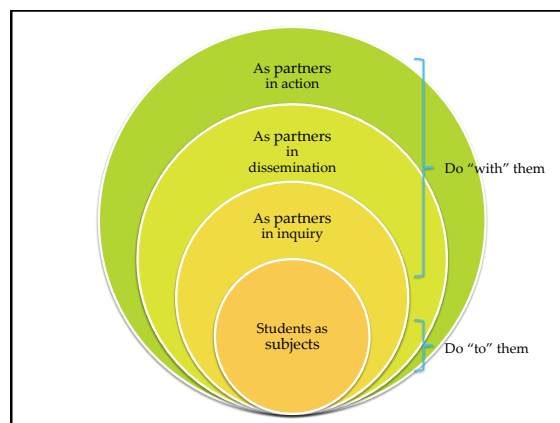 As partners
in action
As partners
in
dissemination
Do “with” them
As partners
in inquiry
Students as
subjects
Do “to” them